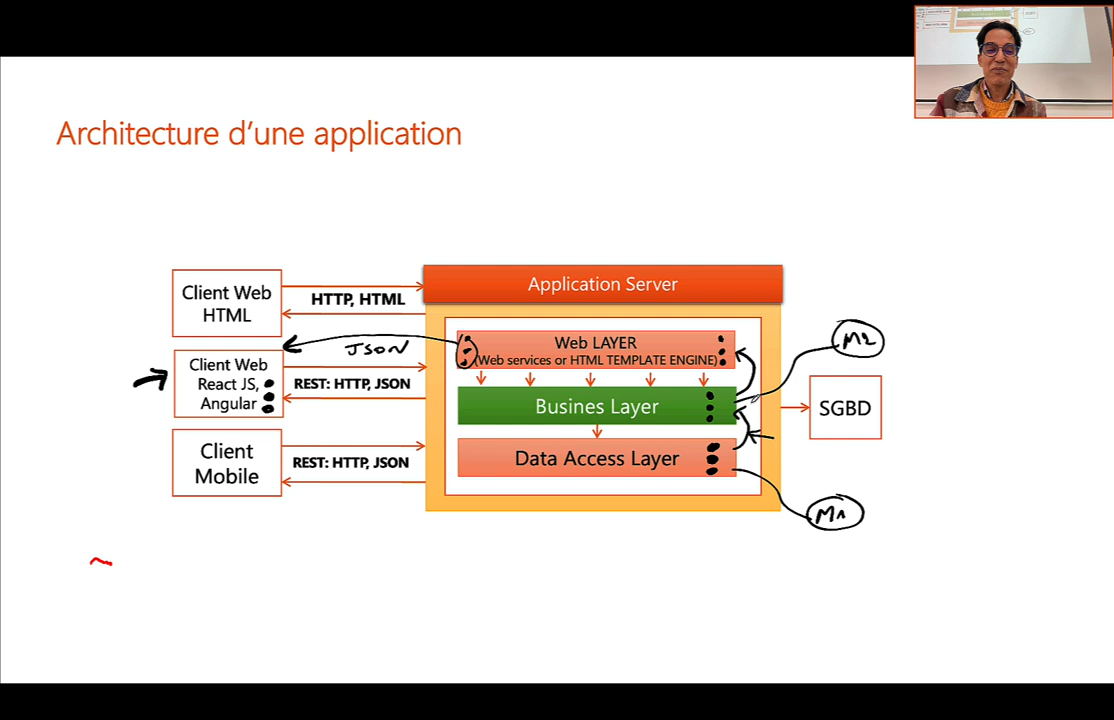 Architecture d'une application
Application Server
Client Web
HTML
HTTP, HTML
Web LAYER
(Web services or HTML TEMPLATE ENGINE)
JSON
M2
Client Web
React JS,
Angular
REST: HTTP, JSON
Busines Layer
SGBD
Client
Mobile
REST: HTTP, JSON
Data Access Layer
M1